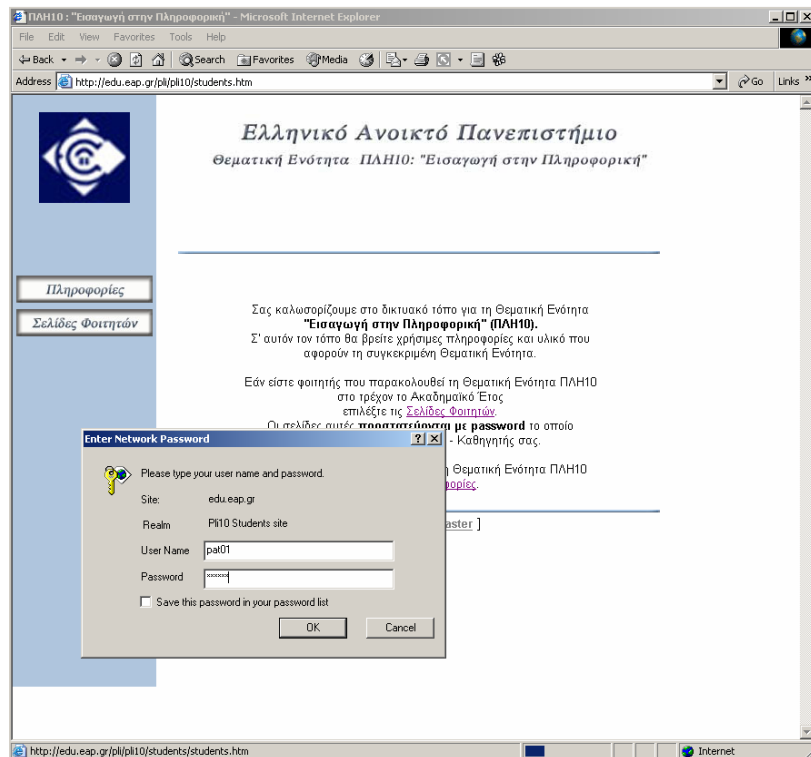 ΠΛΗ10 : "Εισαγωγή στην Πληροφορική" - Microsoft Internet Explorer
File Edit View Favorites Tools Help
Back Search Favorites Media
Address http://edu.eap.gr/pli/pli10/students.htm Go Links »
Ελληνικό Ανοικτό Πανεπιστήμιο
Θεματική Ενότητα ΠΛΗ10: "Εισαγωγή στην Πληροφορική"
Πληροφορίες
Σελίδες Φοιτητών
Σας καλωσορίζουμε στο δικτυακό τόπο για τη Θεματική Ενότητα
"Εισαγωγή στην Πληροφορική" (ΠΛΗ10).
Σ' αυτόν τον τόπο θα βρείτε χρήσιμες πληροφορίες και υλικό που
αφορούν τη συγκεκριμένη Θεματική Ενότητα.
Εάν είστε φοιτητής που παρακολουθεί τη Θεματική Ενότητα ΠΛΗ10
στο τρέχον το Ακαδημαϊκό Έτος
επιλέξτε τις Σελίδες Φοιτητών.
Οι σελίδες αυτές προστατεύονται με password το οποίο
- Καθηγητής σας.
η Θεματική Ενότητα ΠΛΗ10
ορίες.
aster ]
Enter Network Password
Please type your user name and password.
Site: edu.eap.gr
Realm Pli10 Students site
User Name pat01
Password xxxxxx
Save this password in your password list
OK Cancel
http://edu.eap.gr/pli/pli10/students/students.htm Internet